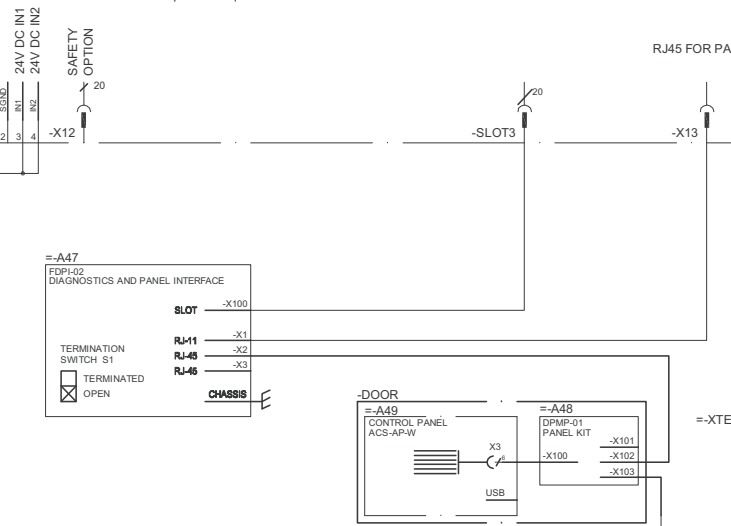 24V DC IN1
24V DC IN2
SAFETY
OPTION
RJ45 FOR PA
20
20
SGND
IN1
IN2
2
3
4
-X12
-SLOT3
-X13
=-A47
FDPI-02
DIAGNOSTICS AND PANEL INTERFACE
SLOT
-X100
RJ-11
-X1
RJ-45
-X2
RJ-45
-X3
TERMINATION
SWITCH S1
TERMINATED
OPEN
CHASSIS
-DOOR
=-A49
CONTROL PANEL
ACS-AP-W
X3
8
USB
=-A48
DPMP-01
PANEL KIT
-X100
-X101
-X102
-X103
=-XTE